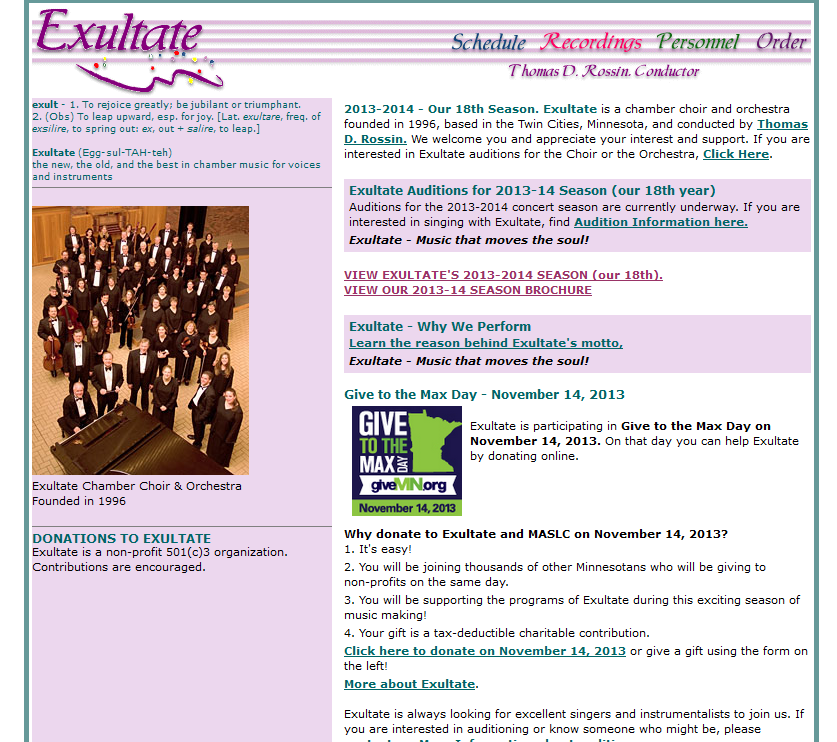 Exultate
Schedule Recordings Personnel Order
Thomas D. Rossin, Conductor
exult - 1. To rejoice greatly; be jubilant or triumphant.
2. (Obs) To leap upward, esp. for joy. [Lat. exultare, freq. of
exsilire, to spring out: ex, out + salire, to leap.]
Exultate (Egg-sul-TAH-teh)
the new, the old, and the best in chamber music for voices
and instruments
Exultate Chamber Choir & Orchestra
Founded in 1996
DONATIONS TO EXULTATE
Exultate is a non-profit 501(c)3 organization.
Contributions are encouraged.
2013-2014 - Our 18th Season. Exultate is a chamber choir and orchestra
founded in 1996, based in the Twin Cities, Minnesota, and conducted by Thomas
D. Rossin. We welcome you and appreciate your interest and support. If you are
interested in Exultate auditions for the Choir or the Orchestra, Click Here.
Exultate Auditions for 2013-14 Season (our 18th year)
Auditions for the 2013-2014 concert season are currently underway. If you are
interested in singing with Exultate, find Audition Information here.
Exultate - Music that moves the soul!
VIEW EXULTATE'S 2013-2014 SEASON (our 18th).
VIEW OUR 2013-14 SEASON BROCHURE
Exultate - Why We Perform
Learn the reason behind Exultate's motto,
Exultate - Music that moves the soul!
Give to the Max Day - November 14, 2013
GIVE
TO THE
MAX DAY
giveMN.org
November 14, 2013
Exultate is participating in Give to the Max Day on
November 14, 2013. On that day you can help Exultate
by donating online.
Why donate to Exultate and MASLC on November 14, 2013?
1. It's easy!
2. You will be joining thousands of other Minnesotans who will be giving to
non-profits on the same day.
3. You will be supporting the programs of Exultate during this exciting season of
music making!
4. Your gift is a tax-deductible charitable contribution.
Click here to donate on November 14, 2013 or give a gift using the form on
the left!
More about Exultate.
Exultate is always looking for excellent singers and instrumentalists to join us. If
you are interested in auditioning or know someone who might be, please